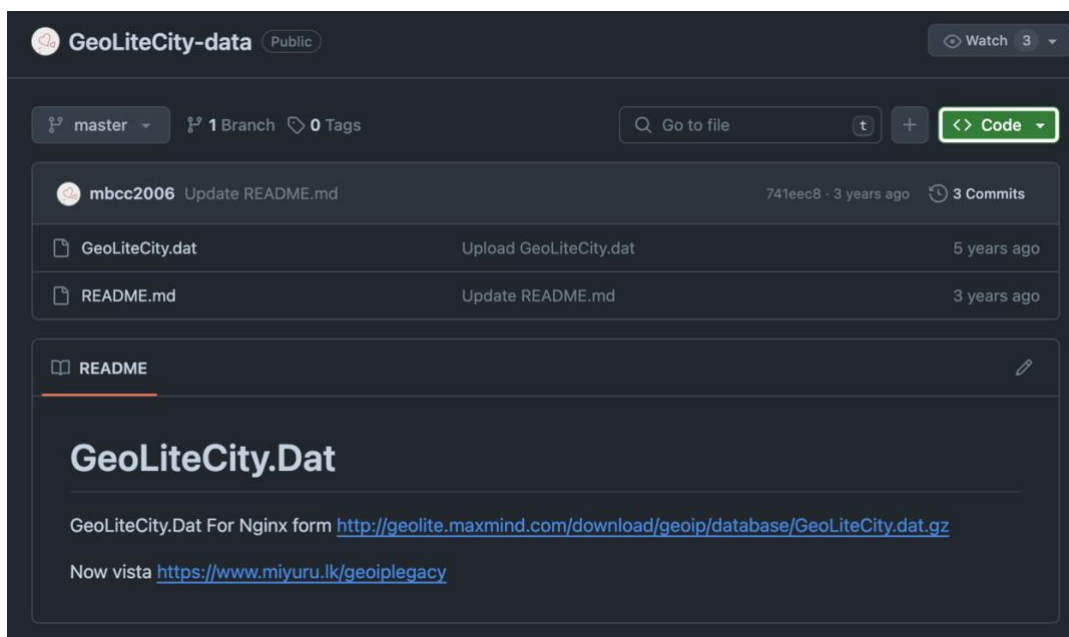 GeoLiteCity-data Public Watch 3
master 1 Branch 0 Tags Go to file t + <> Code
mbcc2006 Update README.md 741eec8 · 3 years ago 3 Commits
GeoLiteCity.dat Upload GeoLiteCity.dat 5 years ago
README.md Update README.md 3 years ago
README
GeoLiteCity.Dat
GeoLiteCity.Dat For Nginx form http://geolite.maxmind.com/download/geoip/database/GeoLiteCity.dat.gz
Now vista https://www.miyuru.lk/geoiplegacy